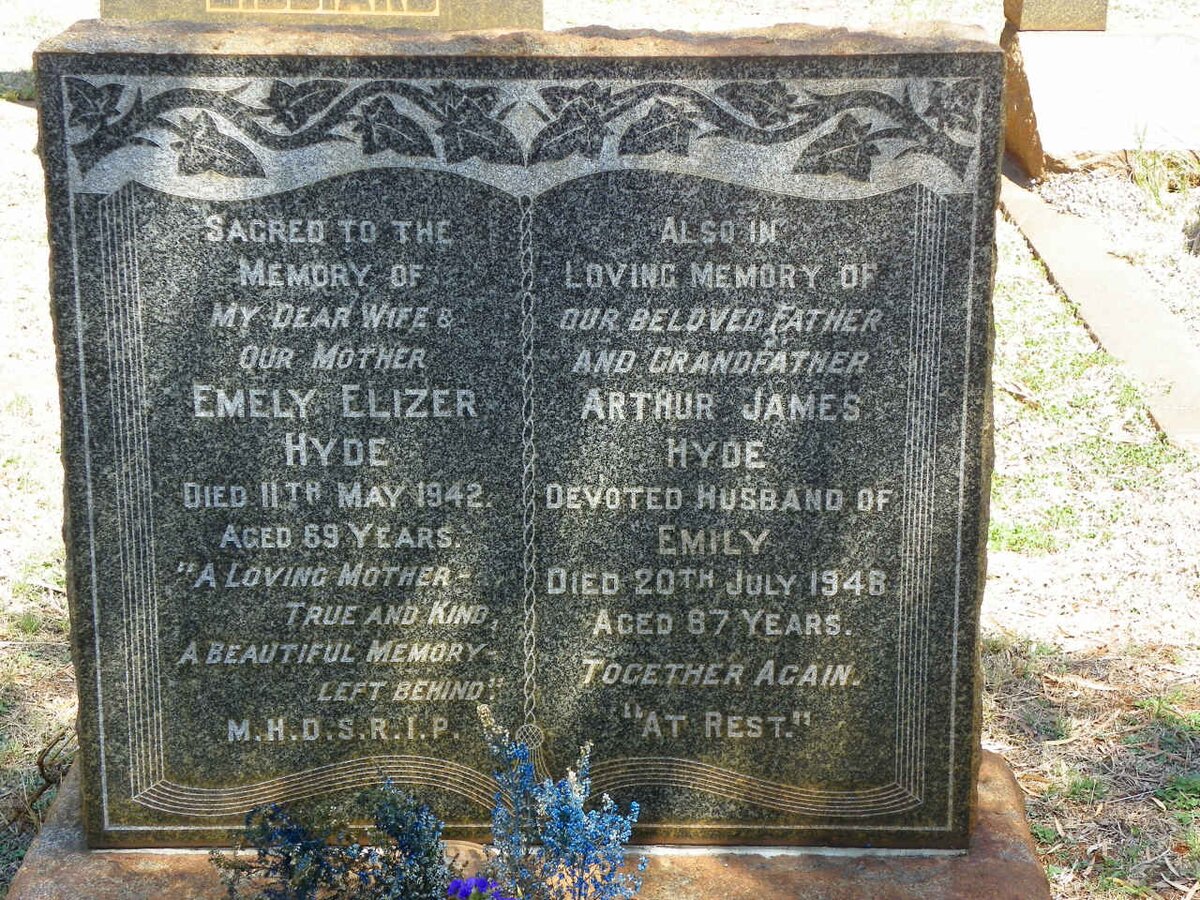 Sacred to the
Memory of
my dear Wife &
our Mother
Emely Elizer
Hyde
Died 11th May 1942.
Aged 69 Years.
"A Loving Mother -
True and Kind,
A beautiful Memory -
left behind."
M.H.D.S.R.I.P.
Also in
Loving Memory of
our beloved Father
and Grandfather
Arthur James
Hyde
Devoted Husband of
Emily
Died 20th July 1948
Aged 87 Years.
Together Again.
"At Rest."